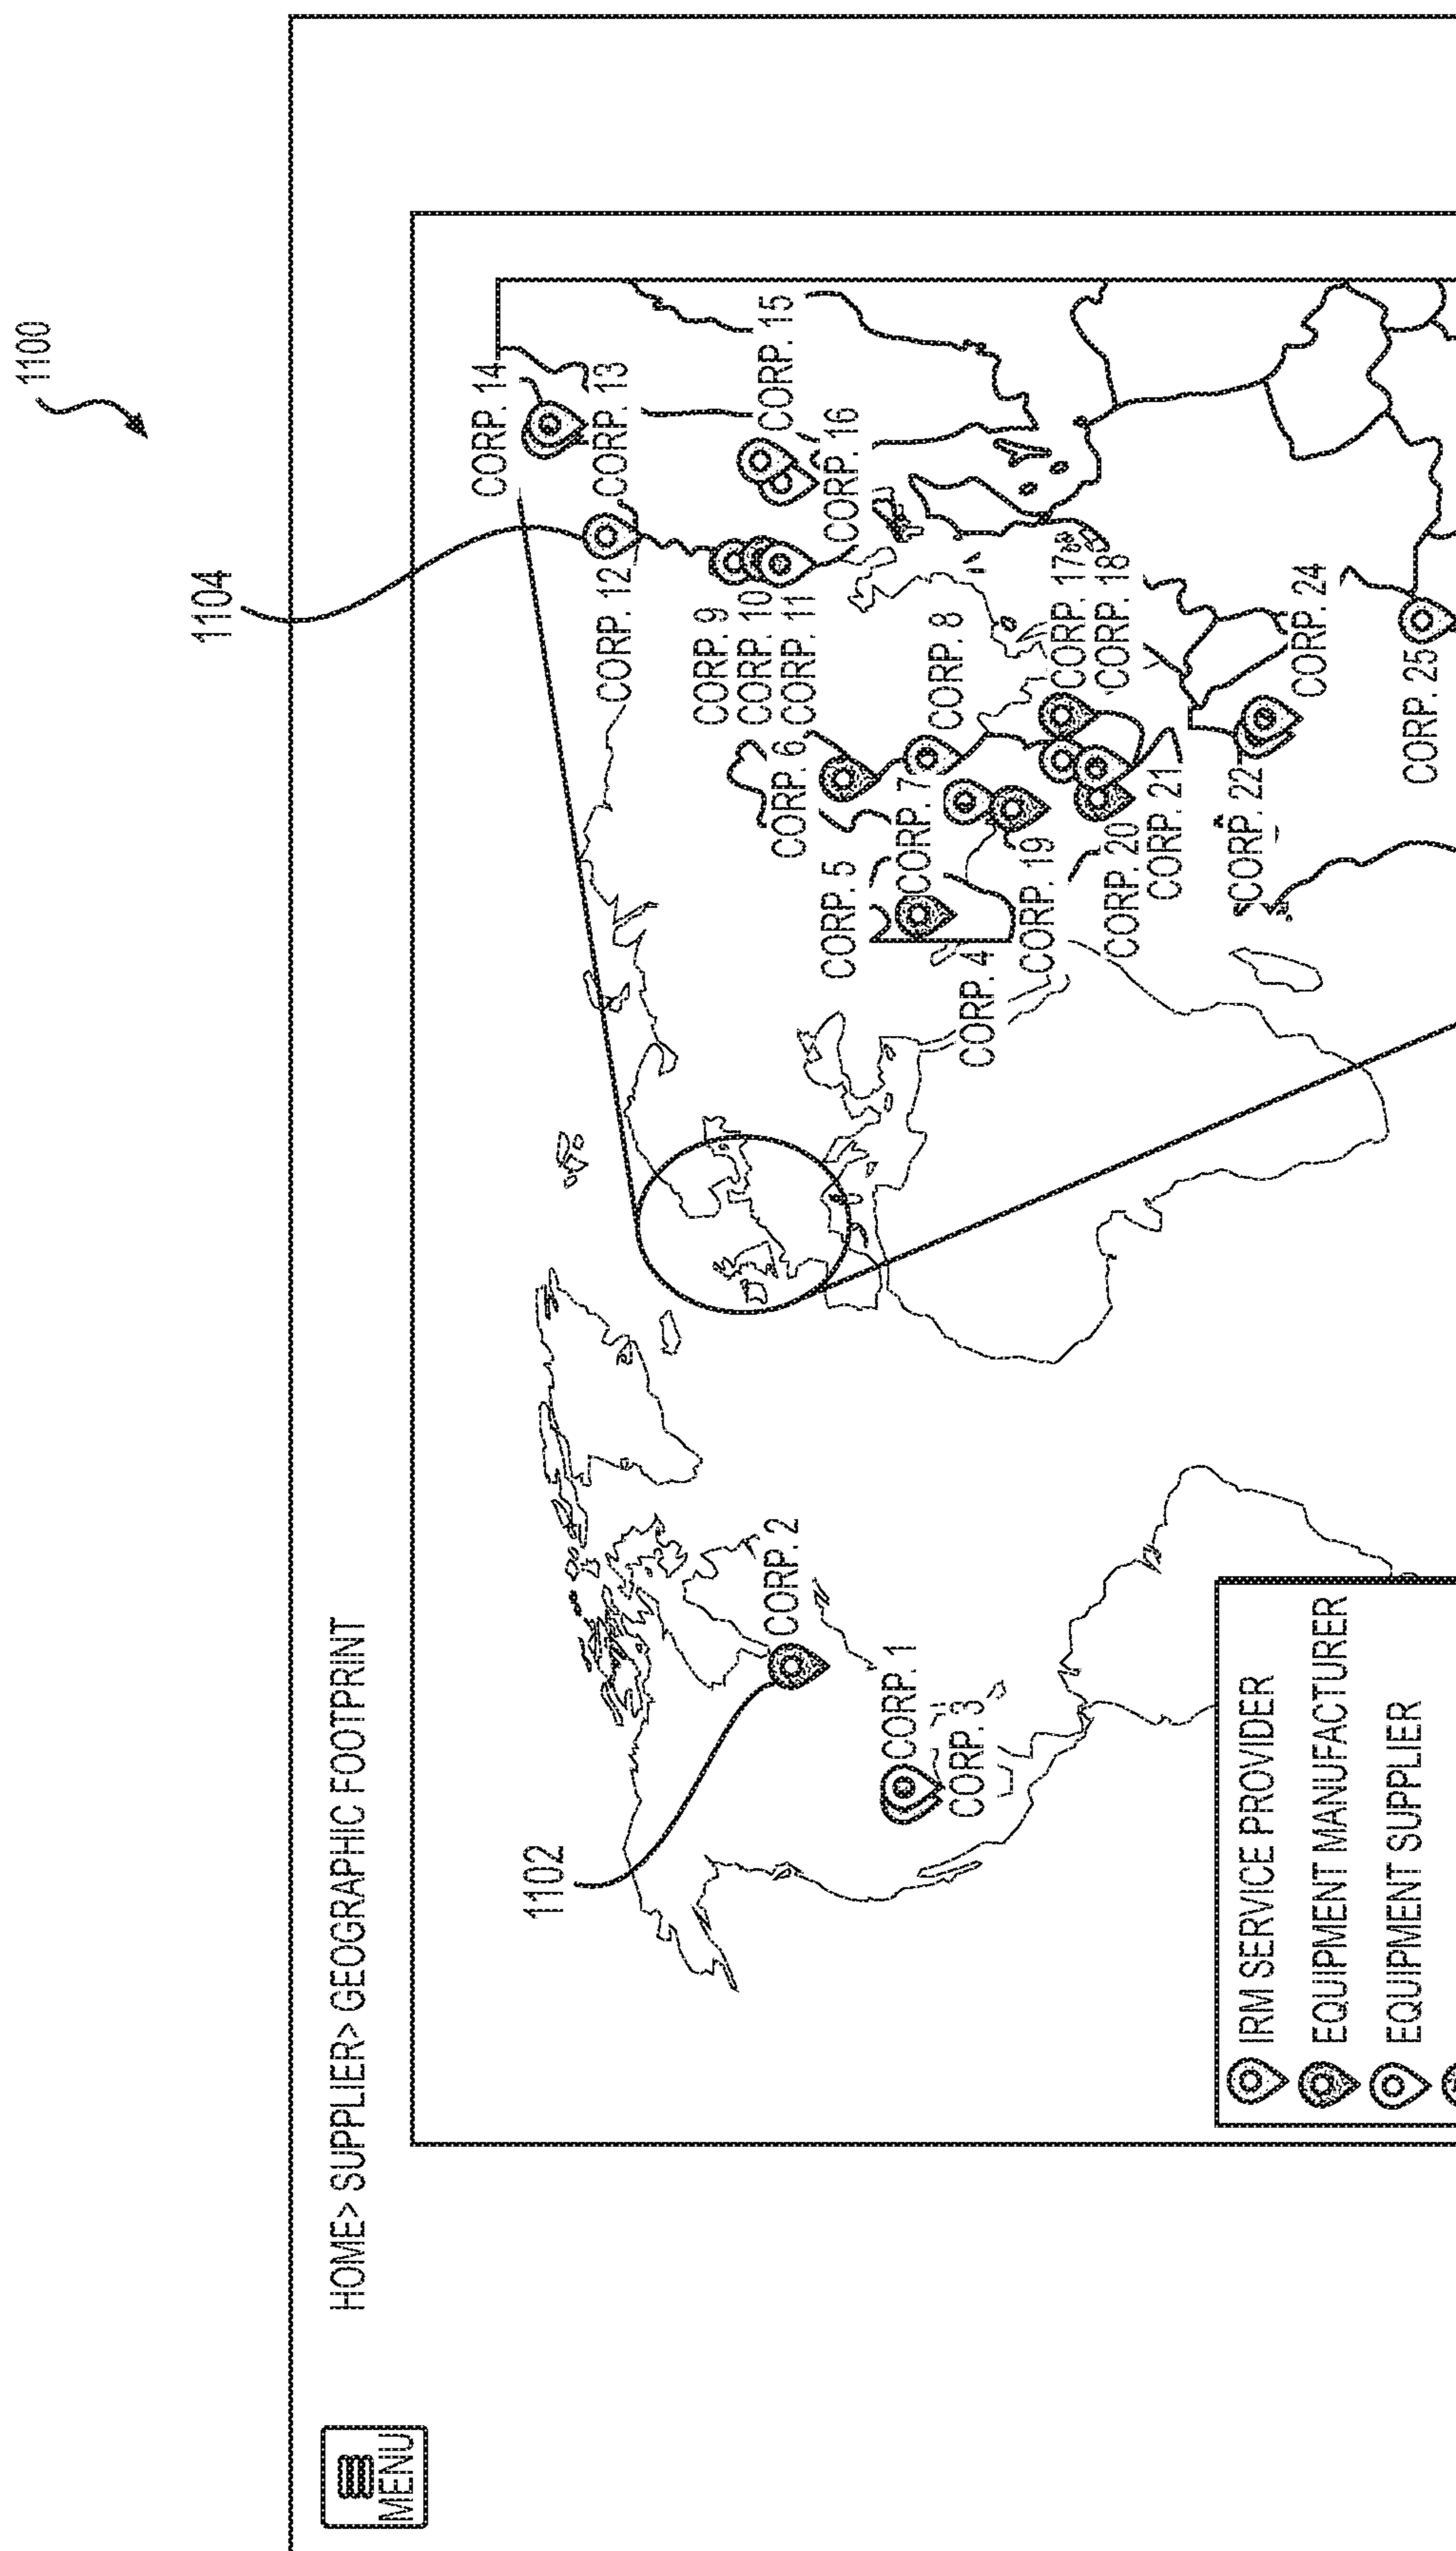 1100
1104
MENU
HOME> SUPPLIER> GEOGRAPHIC FOOTPRINT
1102
CORP. 14
CORP. 13
CORP. 12
CORP. 15
CORP. 16
CORP. 9
CORP. 10
CORP. 11
CORP. 6
CORP. 5
CORP. 7
CORP. 8
CORP. 4
CORP. 2
CORP. 1
CORP. 3
CORP. 17
CORP. 18
CORP. 19
CORP. 20
CORP. 21
CORP. 22
CORP. 24
CORP. 25
IRM SERVICE PROVIDER
EQUIPMENT MANUFACTURER
EQUIPMENT SUPPLIER